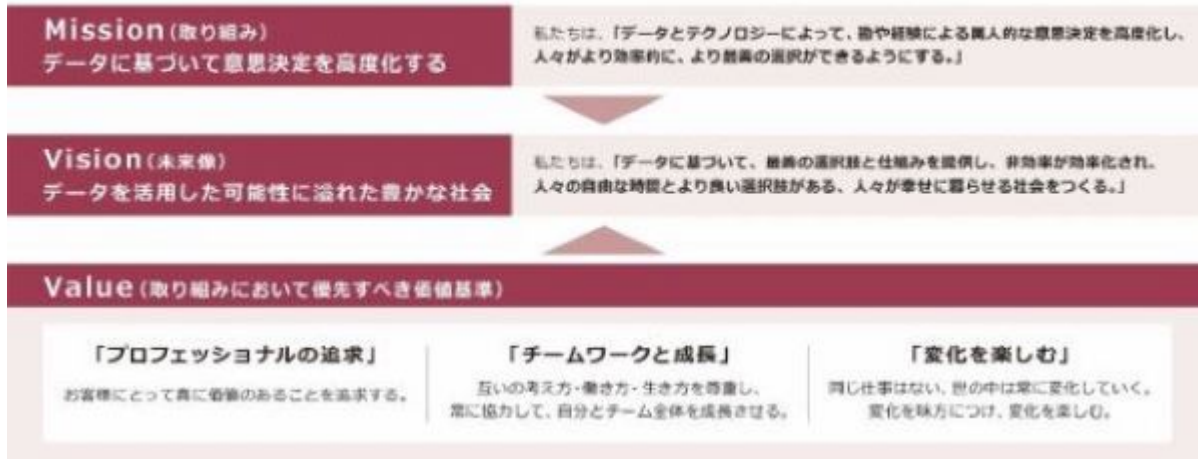 Mission(取り組み)
データに基づいて意思決定を高度化する
私たちは、「データとテクノロジーによって、勘や経験による属人的な意思決定を高度化し、
人々がより効率的に、より最善の選択ができるようにする。」
Vision(未来像)
データを活用した可能性に溢れた豊かな社会
私たちは、「データに基づいて、最善の選択肢と仕組みを提供し、非効率が効率化され、
人々の自由な時間とより良い選択肢がある、人々が幸せに暮らせる社会をつくる。」
Value(取り組みにおいて優先すべき価値基準)
「プロフェッショナルの追求」
お客様にとって真に価値のあることを追求する。
「チームワークと成長」
互いの考え方・働き方・生き方を尊重し、
常に協力して、自分とチーム全体を成長させる。
「変化を楽しむ」
同じ仕事はない、世の中は常に変化していく。
変化を味方につけ、変化を楽しむ。